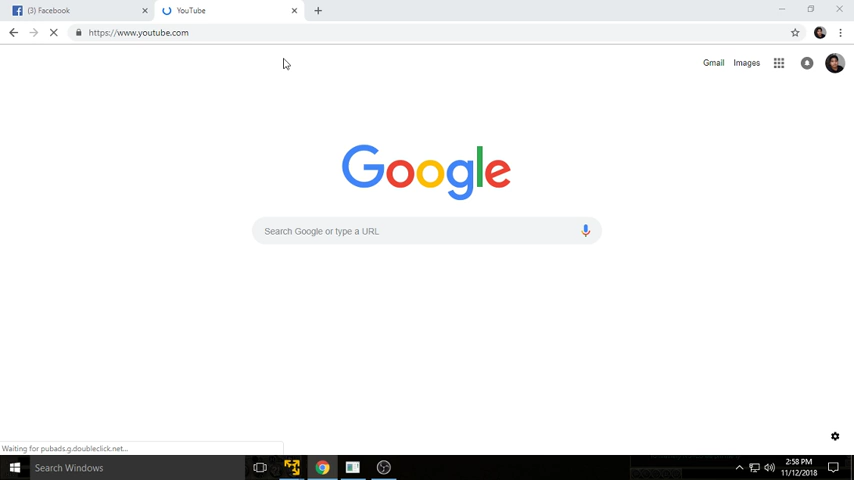 (3) Facebook
YouTube
https://www.youtube.com
Gmail Images
Google
Search Google or type a URL
Waiting for pubads.g.doubleclick.net...
Search Windows
2:58 PM
11/12/2018